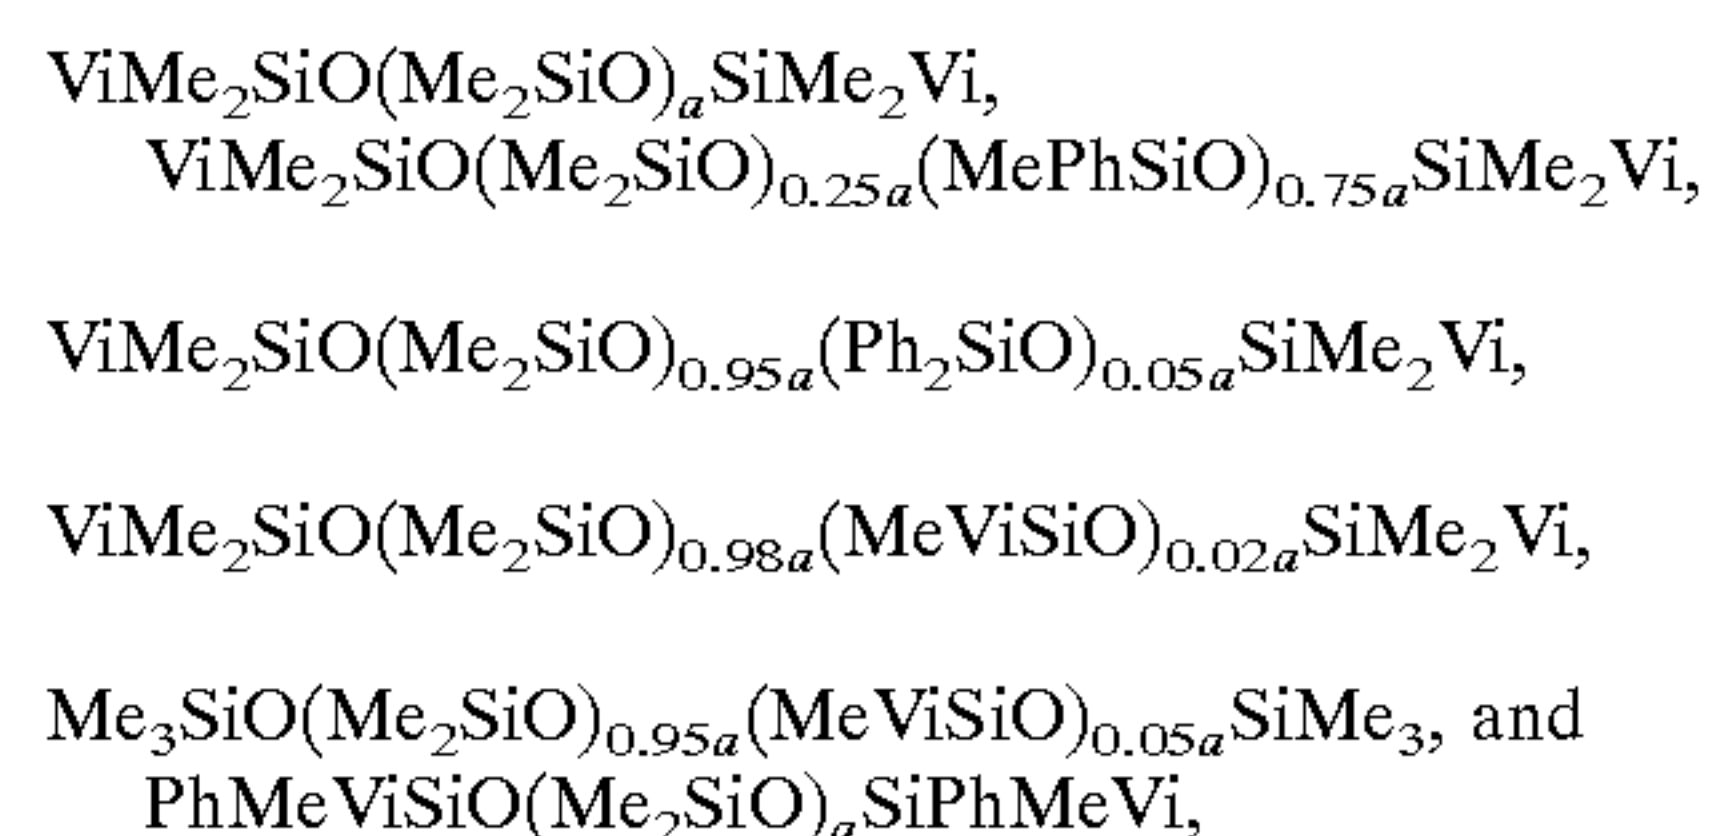 ViMe₂SiO(Me₂SiO)ₐSiMe₂Vi,
ViMe₂SiO(Me₂SiO)₀.₂₅ₐ(MePhSiO)₀.₇₅ₐSiMe₂Vi,
ViMe₂SiO(Me₂SiO)₀.₉₅ₐ(Ph₂SiO)₀.₀₅ₐSiMe₂Vi,
ViMe₂SiO(Me₂SiO)₀.₉₈ₐ(MeViSiO)₀.₀₂ₐSiMe₂Vi,
Me₃SiO(Me₂SiO)₀.₉₅ₐ(MeViSiO)₀.₀₅ₐSiMe₃, and
PhMeViSiO(Me₂SiO)ₐSiPhMeVi,